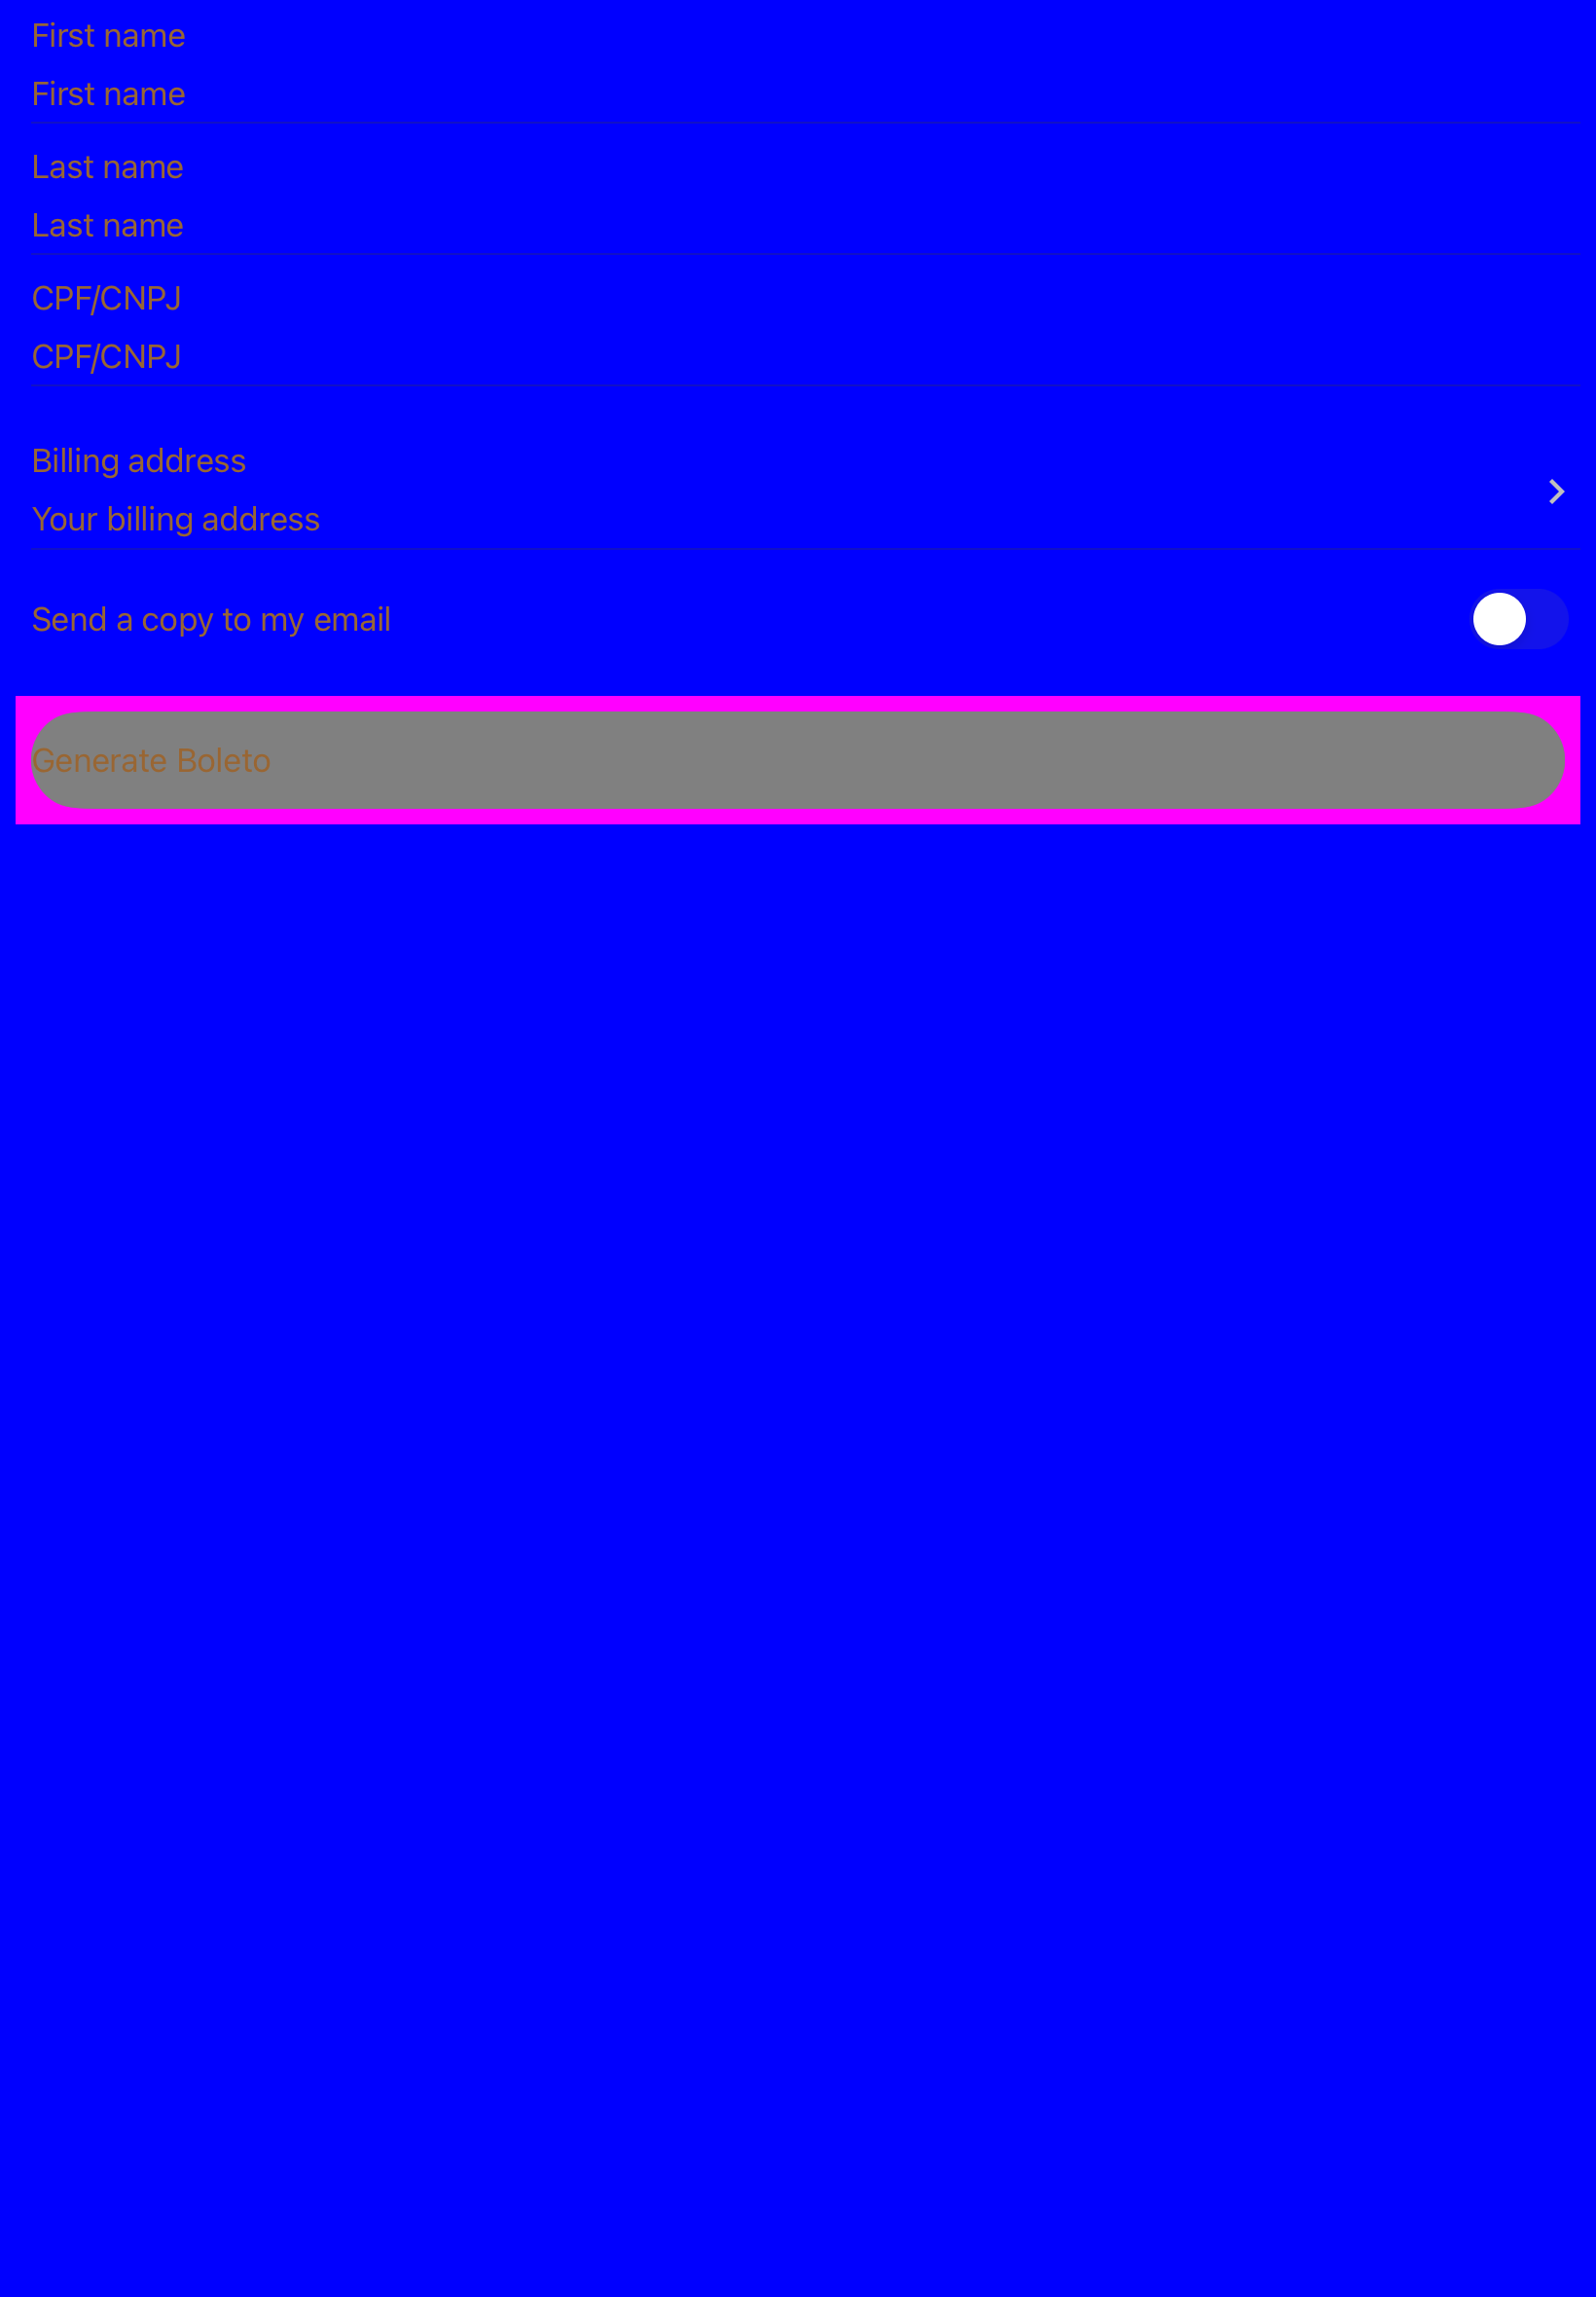 First name
First name
Last name
Last name
CPF/CNPJ
CPF/CNPJ
Billing address
Your billing address
Send a copy to my email
Generate Boleto